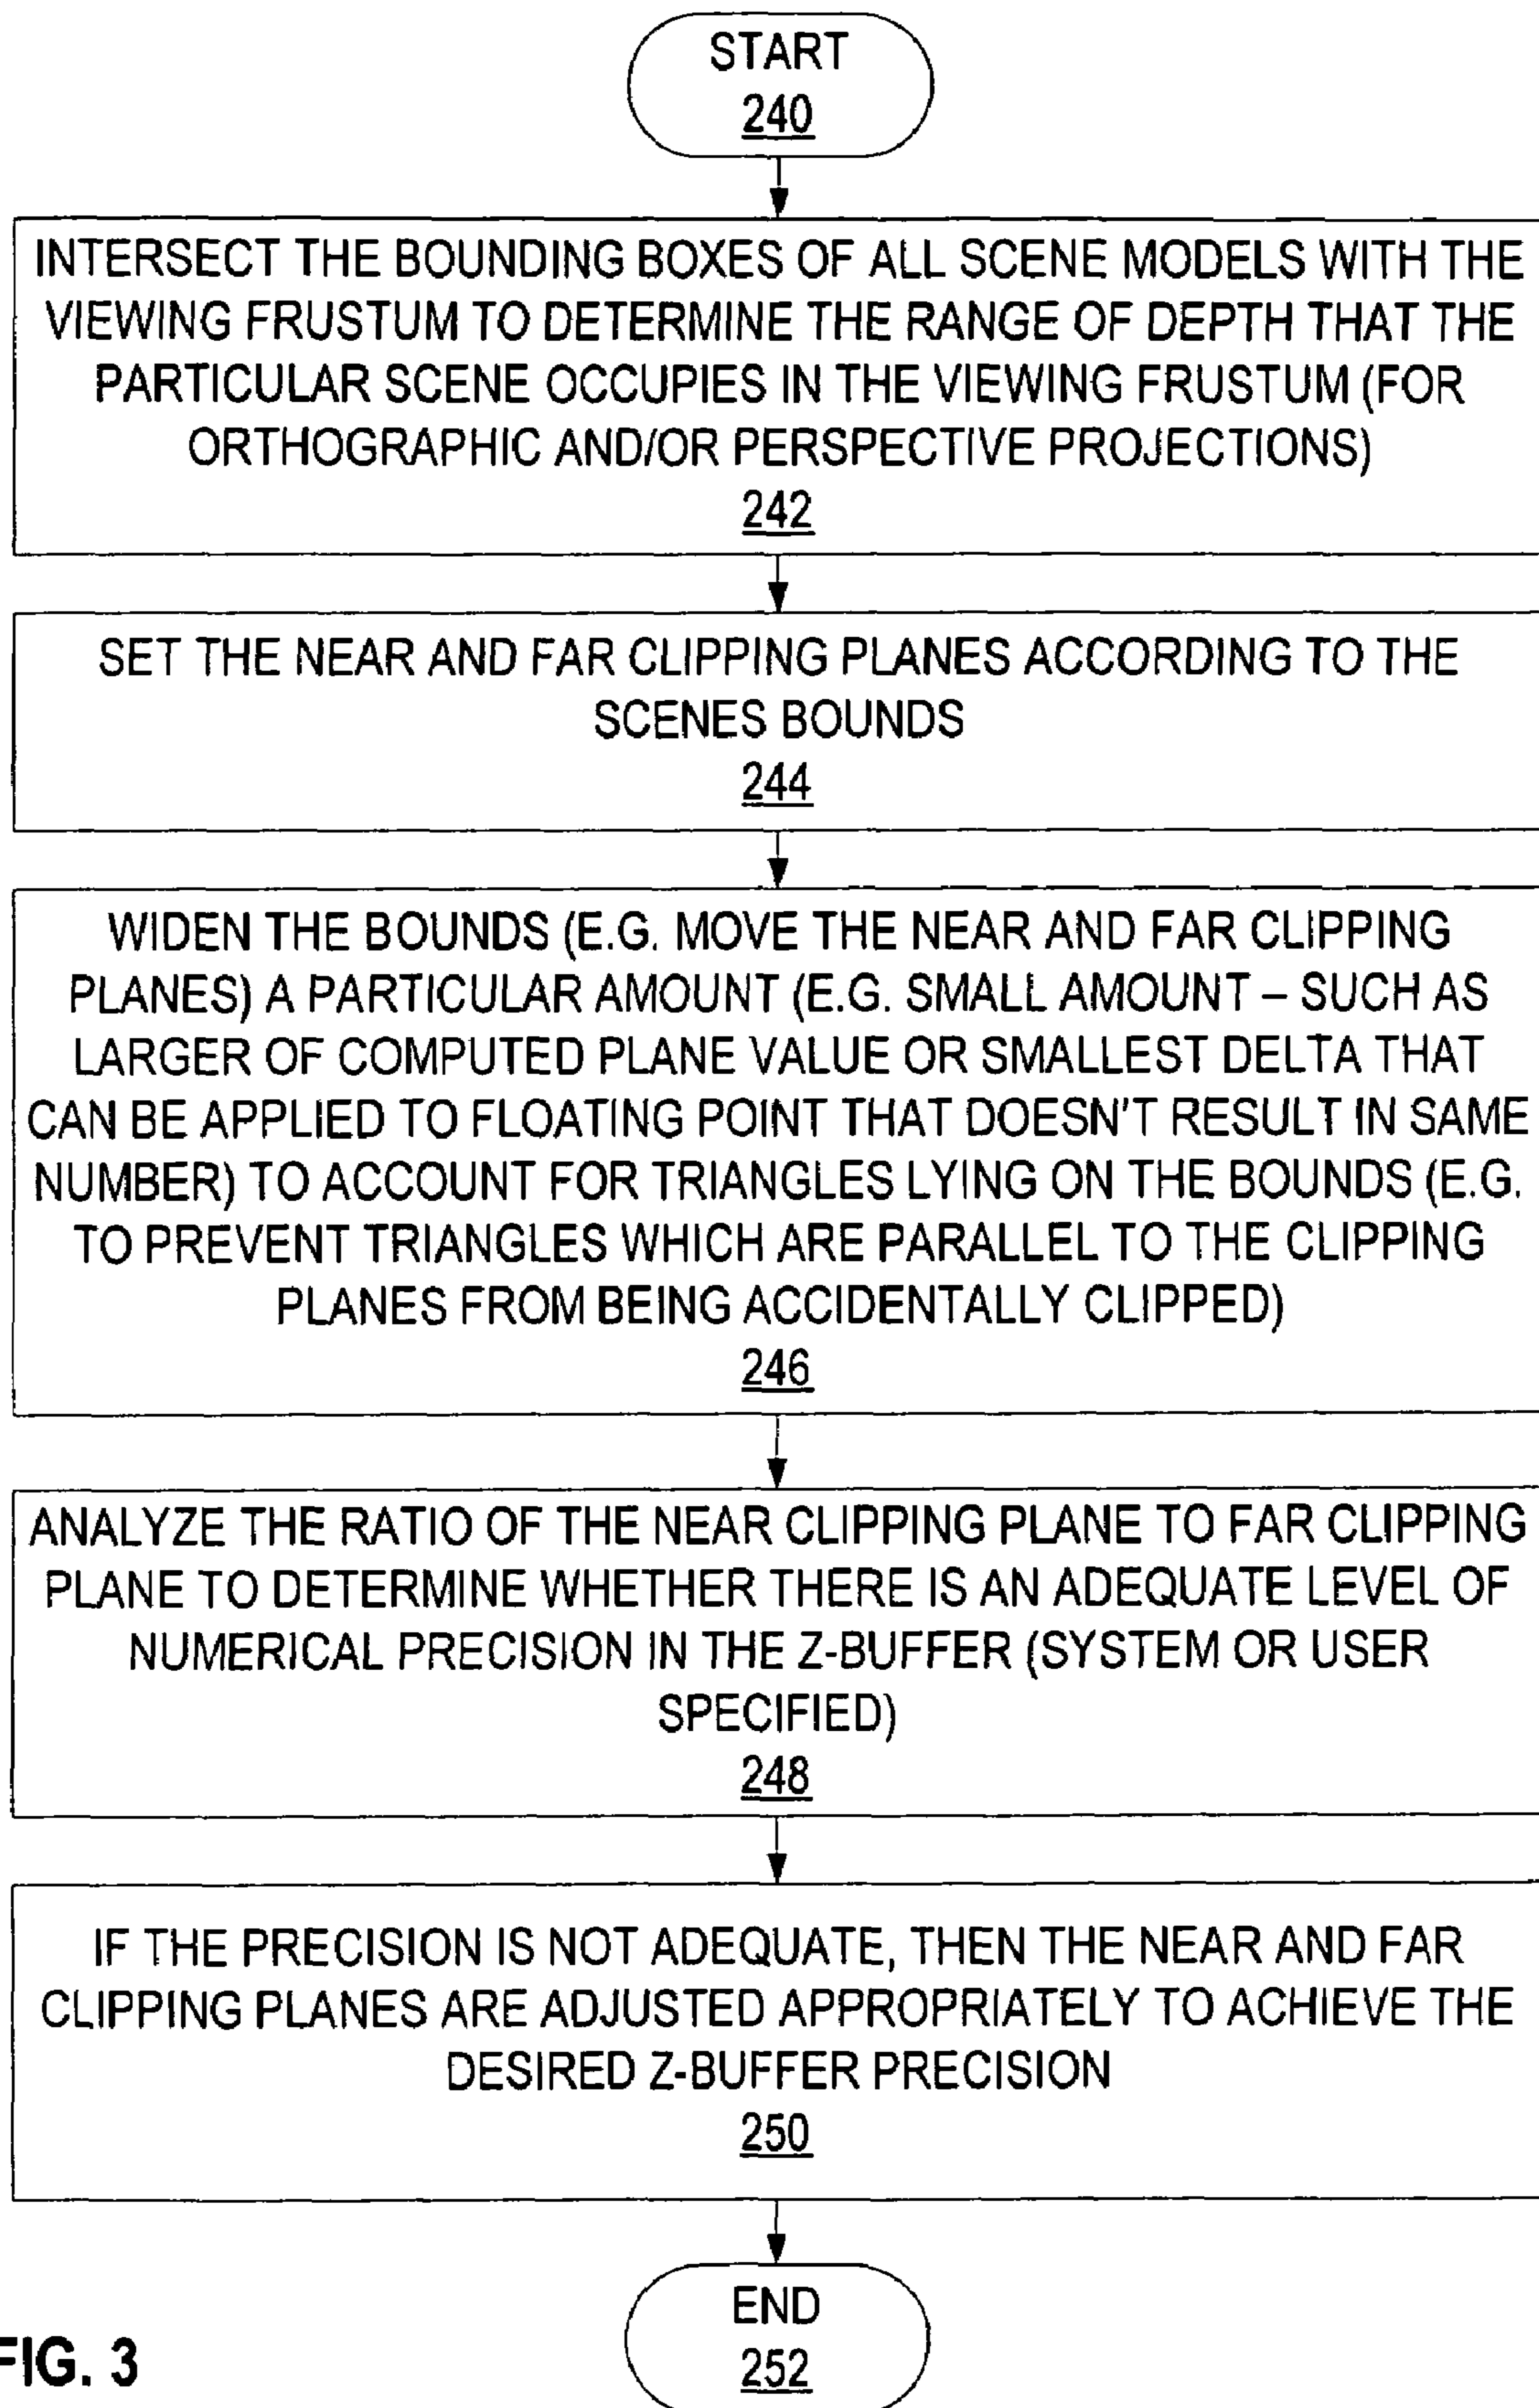 START
240
INTERSECT THE BOUNDING BOXES OF ALL SCENE MODELS WITH THE
VIEWING FRUSTUM TO DETERMINE THE RANGE OF DEPTH THAT THE
PARTICULAR SCENE OCCUPIES IN THE VIEWING FRUSTUM (FOR
ORTHOGRAPHIC AND/OR PERSPECTIVE PROJECTIONS)
242
SET THE NEAR AND FAR CLIPPING PLANES ACCORDING TO THE
SCENES BOUNDS
244
WIDEN THE BOUNDS (E.G. MOVE THE NEAR AND FAR CLIPPING
PLANES) A PARTICULAR AMOUNT (E.G. SMALL AMOUNT – SUCH AS
LARGER OF COMPUTED PLANE VALUE OR SMALLEST DELTA THAT
CAN BE APPLIED TO FLOATING POINT THAT DOESN'T RESULT IN SAME
NUMBER) TO ACCOUNT FOR TRIANGLES LYING ON THE BOUNDS (E.G.
TO PREVENT TRIANGLES WHICH ARE PARALLEL TO THE CLIPPING
PLANES FROM BEING ACCIDENTALLY CLIPPED)
246
ANALYZE THE RATIO OF THE NEAR CLIPPING PLANE TO FAR CLIPPING
PLANE TO DETERMINE WHETHER THERE IS AN ADEQUATE LEVEL OF
NUMERICAL PRECISION IN THE Z-BUFFER (SYSTEM OR USER
SPECIFIED)
248
IF THE PRECISION IS NOT ADEQUATE, THEN THE NEAR AND FAR
CLIPPING PLANES ARE ADJUSTED APPROPRIATELY TO ACHIEVE THE
DESIRED Z-BUFFER PRECISION
250
END
252
FIG. 3